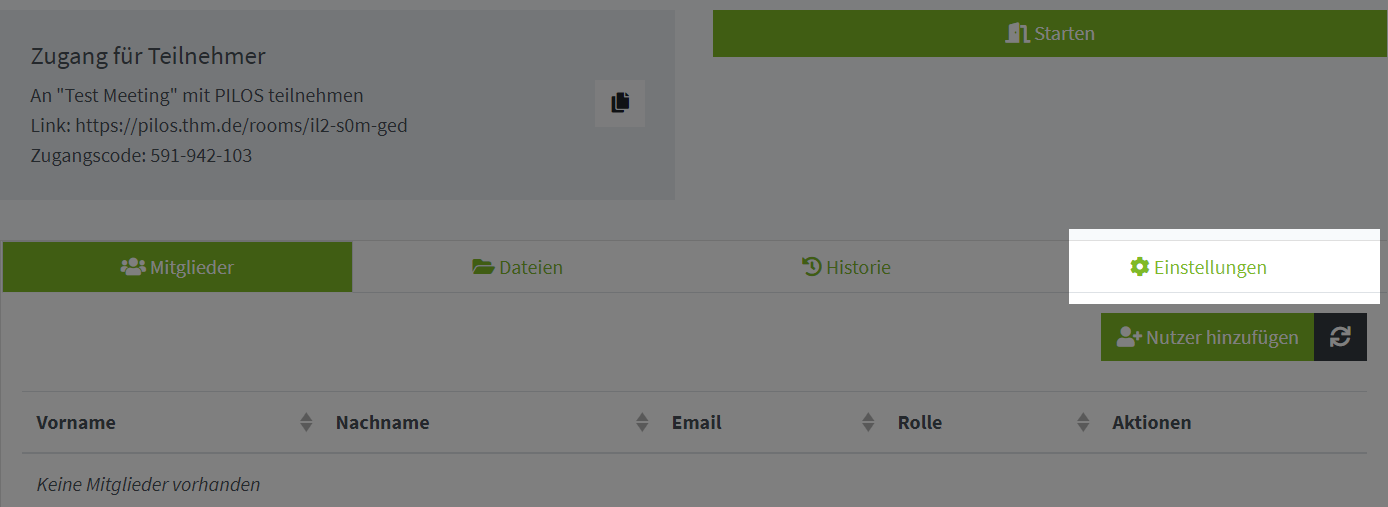 Zugang für Teilnehmer
An "Test Meeting" mit PILOS teilnehmen
Link: https://pilos.thm.de/rooms/il2-s0m-ged
Zugangscode: 591-942-103
Starten
Mitglieder Dateien Historie Einstellungen
Nutzer hinzufügen
Vorname Nachname Email Rolle Aktionen
Keine Mitglieder vorhanden